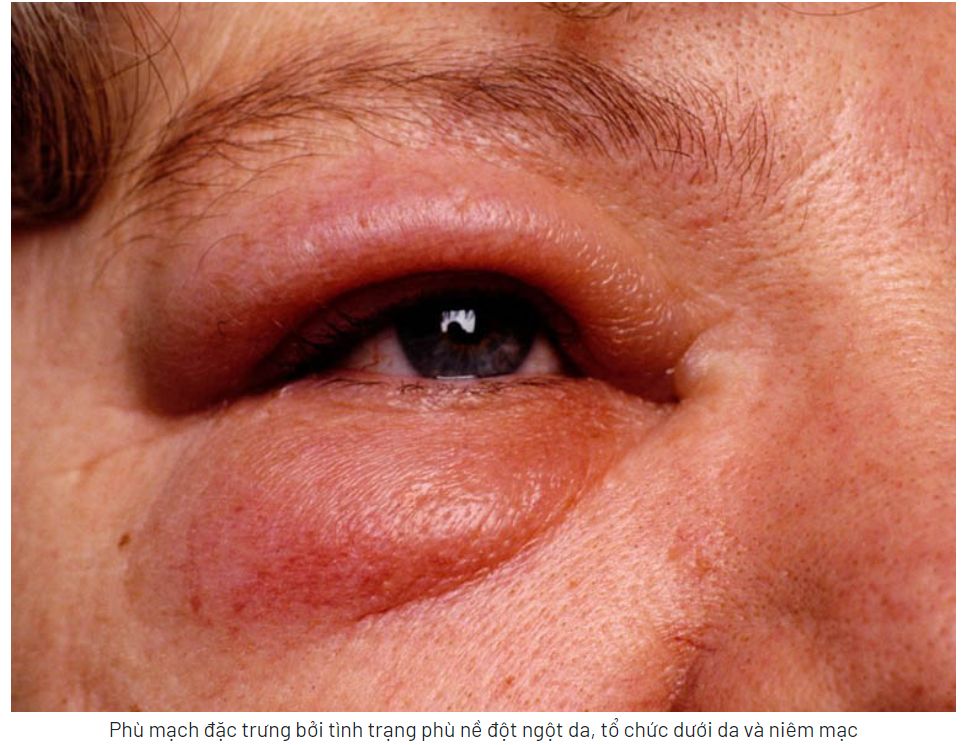 Phù mạch đặc trưng bởi tình trạng phù nề đột ngột da, tổ chức dưới da và niêm mạc